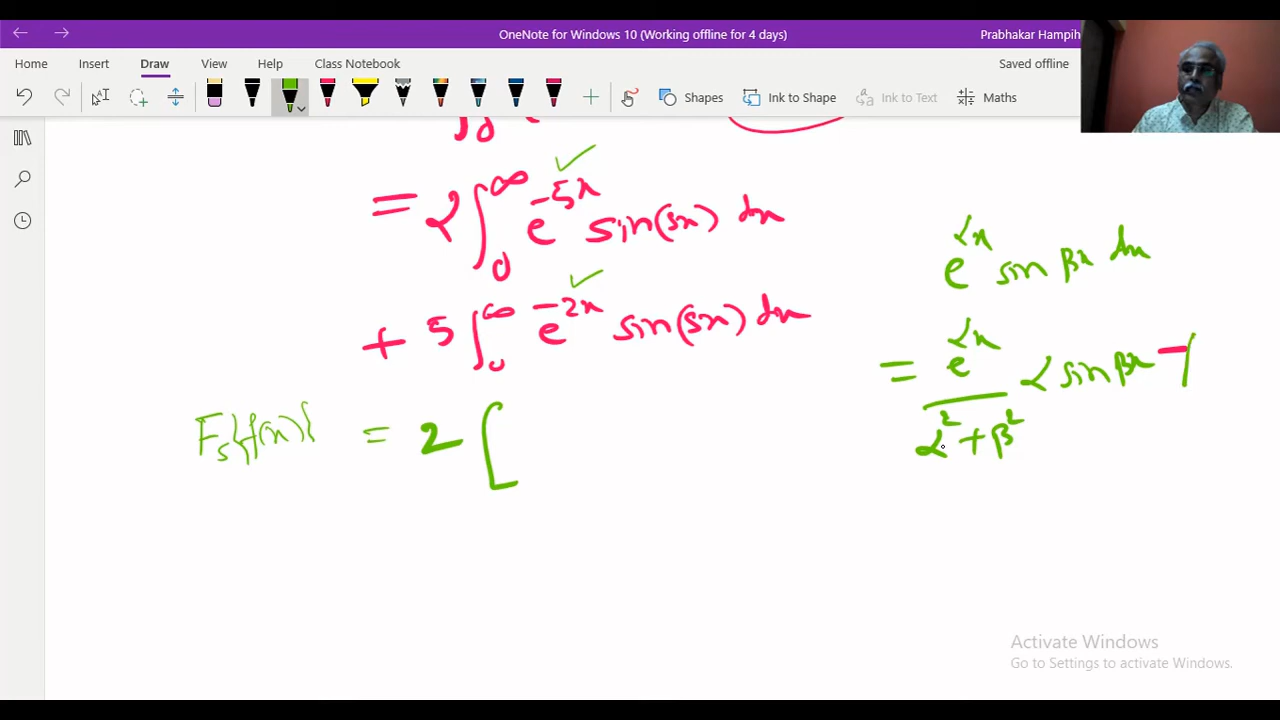 OneNote for Windows 10 (Working offline for 4 days)
Prabhakar Hampih
Home Insert Draw View Help Class Notebook
Saved offline
Shapes Ink to Shape Ink to Text Maths
= 2 ∫₀^∞ e^{-5x} sin(sx) dx
+ 5 ∫₀^∞ e^{-2x} sin(sx) dx
F_s{f(x)} = 2 [
e^{αx} sin βx dx
= e^{αx} / (α² + β²) α sin βx -
Activate Windows
Go to Settings to activate Windows.